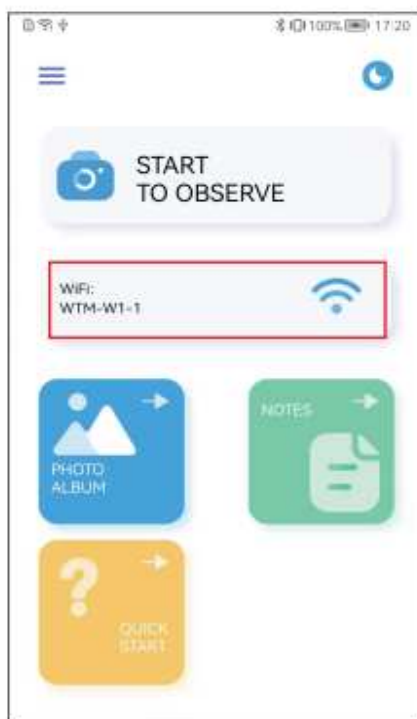 100% 17:20
START
TO OBSERVE
WiFi:
WTM-W1-1
PHOTO
ALBUM
NOTES
QUICK
START